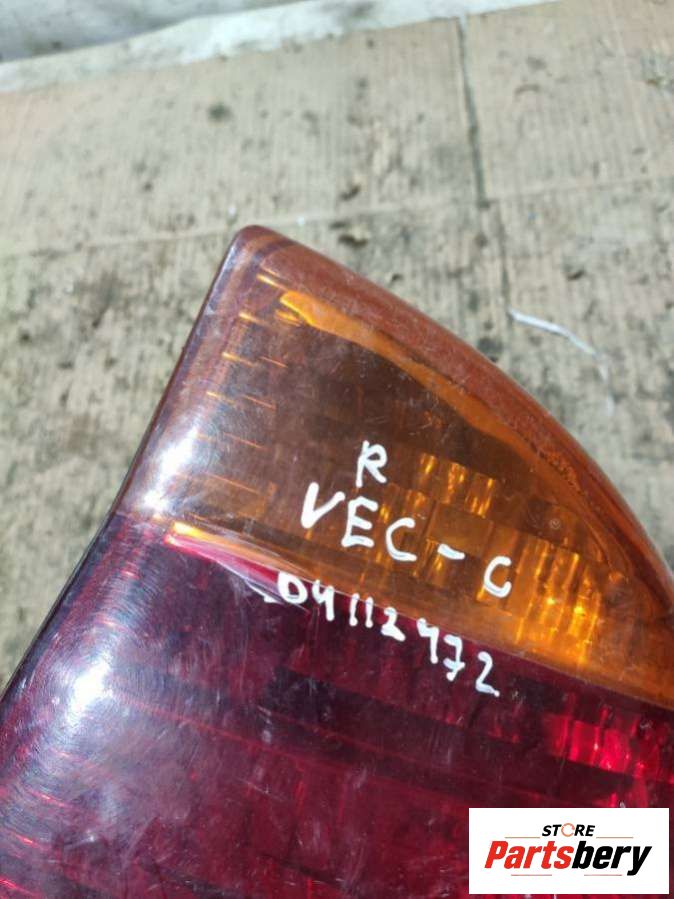 R
VEC-C
04112472
STORE
Partsbery